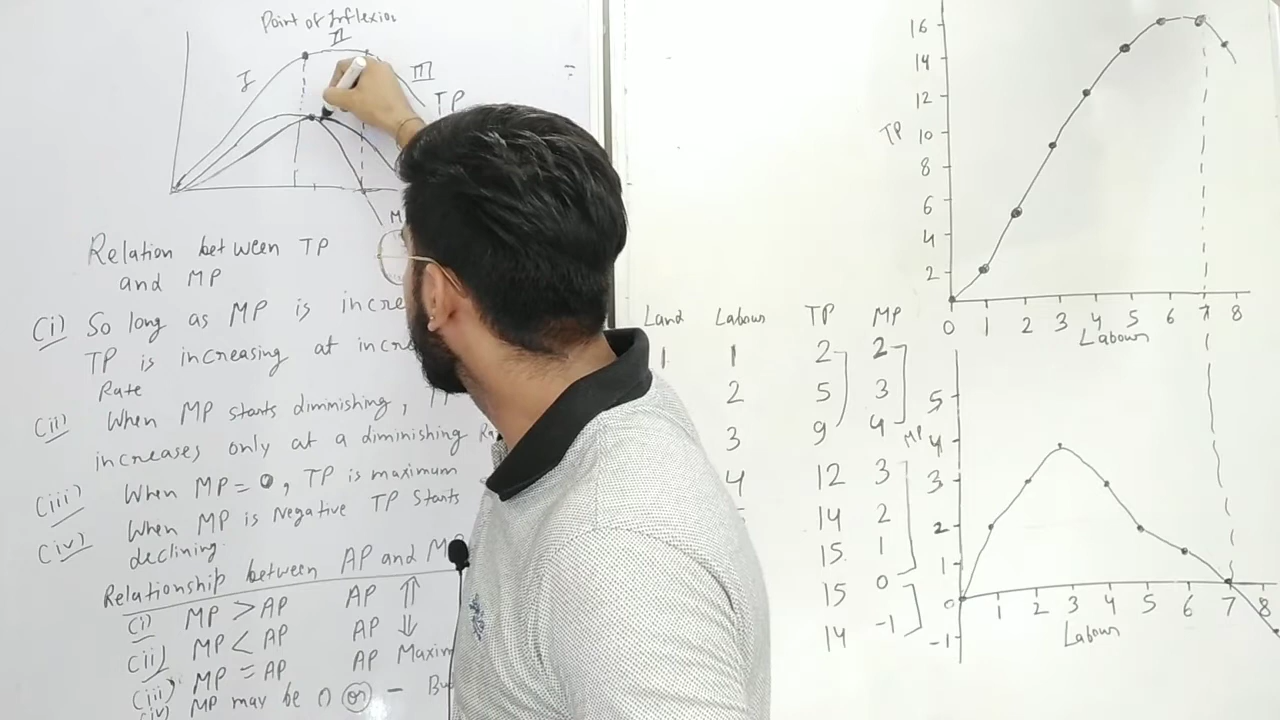 Point of Inflexion
I
II
III
TP
M
Relation between TP
and MP
(i) So long as MP is incre
TP is increasing at incr
Rate
(ii) When MP starts diminishing, TP
increases only at a diminishing Ra
(iii) When MP = 0, TP is maximum
(iv) When MP is Negative TP starts
declining.
Relationship between AP and MP
(i) MP > AP AP ⇑
(ii) MP < AP AP ⇓
(iii) MP = AP AP Maxim
(iv) MP may be 0 or - Bu
=
Land Labour TP MP
1 1 2 2
2 5 3
3 9 4
4 12 3
14 2
15. 1
15 0
14 -1
TP
16
14
12
10
8
6
4
2
0 1 2 3 4 5 6 7 8
Labour
MP
5
4
3
2
1
0 1 2 3 4 5 6 7 8
-1
Labour